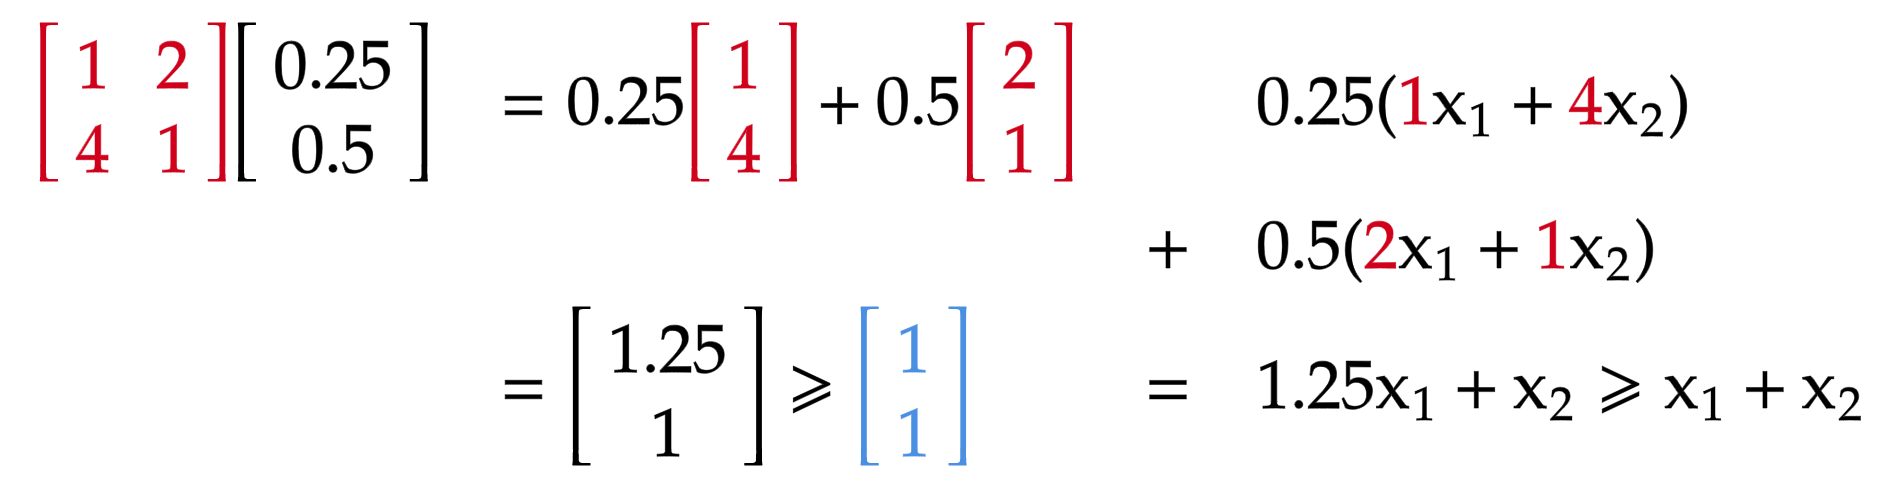 [1 2; 4 1][0.25; 0.5] = 0.25[1; 4] + 0.5[2; 1]  0.25(1x₁ + 4x₂)
+ 0.5(2x₁ + 1x₂)
= [1.25; 1] ⩾ [1; 1]  = 1.25x₁ + x₂ ⩾ x₁ + x₂